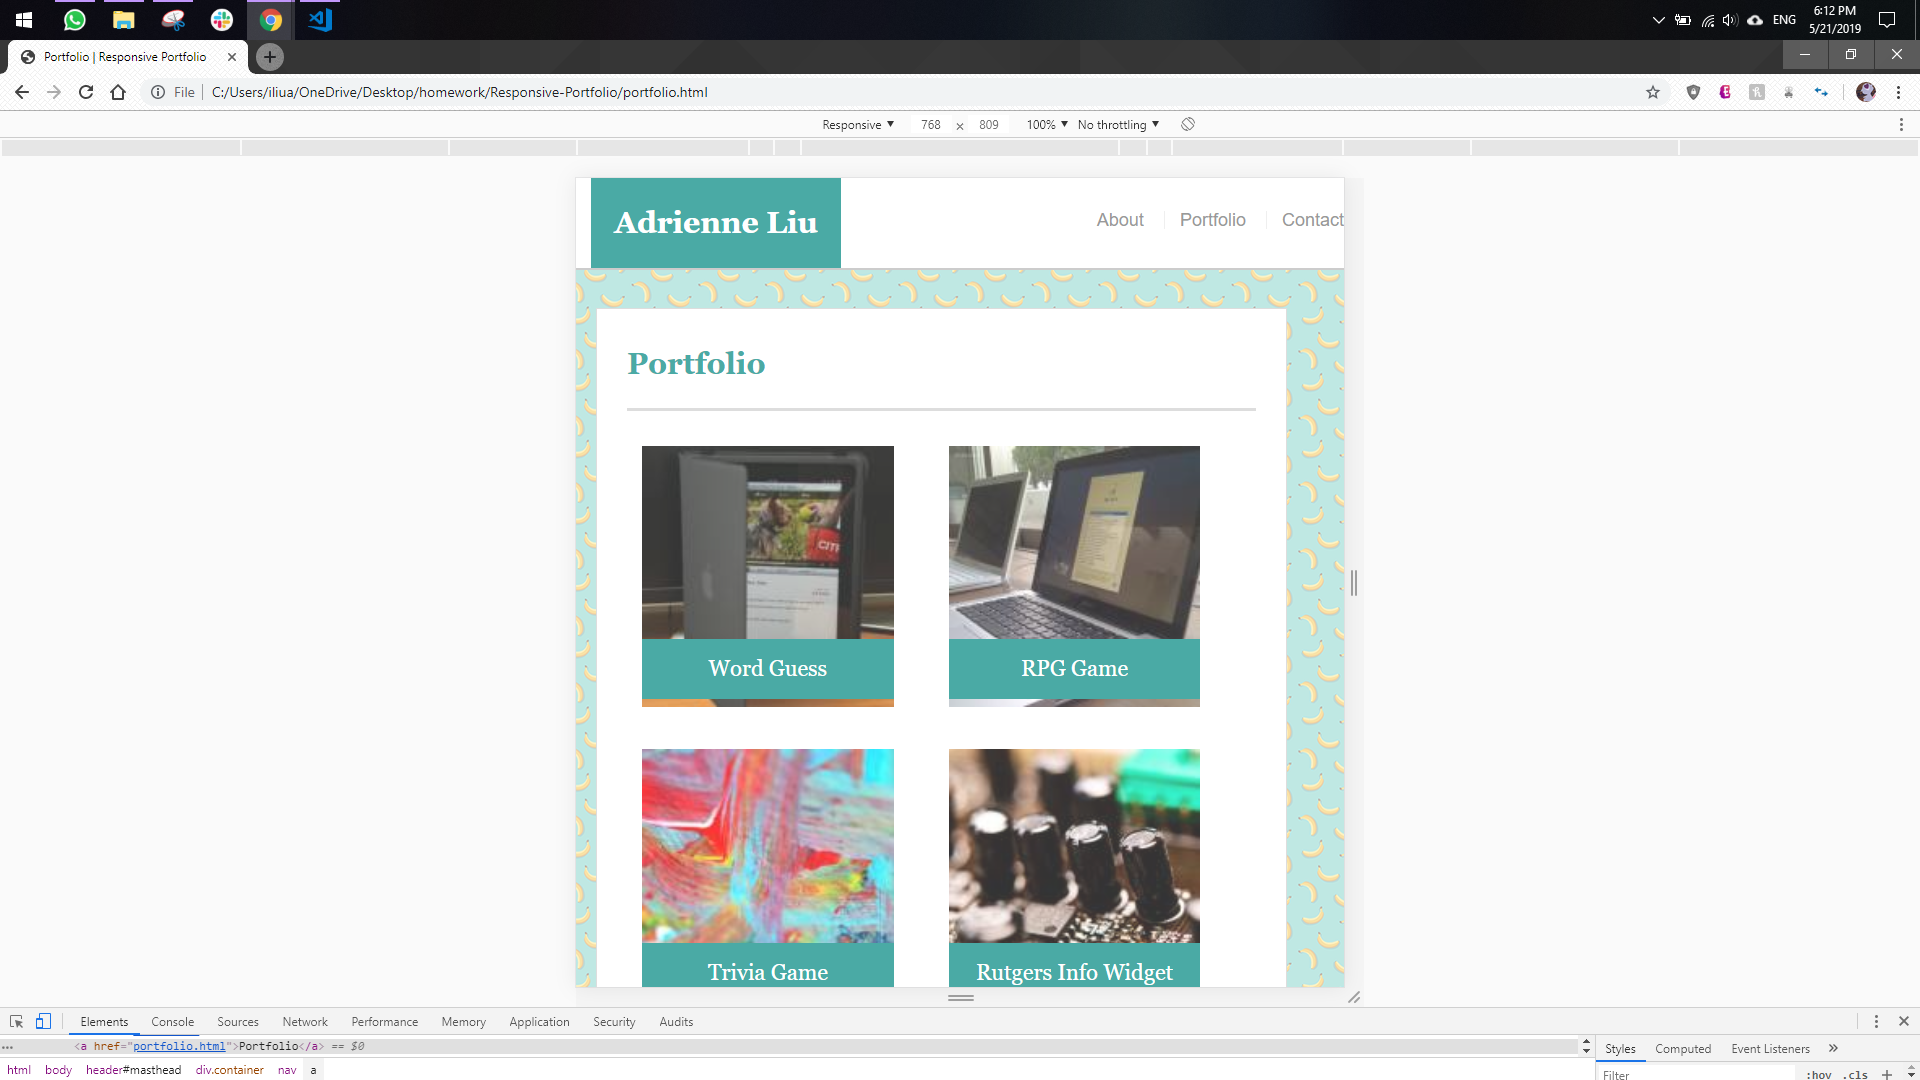 ENG
6:12 PM
5/21/2019
Portfolio | Responsive Portfolio
File
C:/Users/iliua/OneDrive/Desktop/homework/Responsive-Portfolio/portfolio.html
Responsive ▼ 768 × 809 100% ▼ No throttling ▼
Adrienne Liu
About
Portfolio
Contact
Portfolio
CIT
Word Guess
RPG Game
Trivia Game
Rutgers Info Widget
Elements Console Sources Network Performance Memory Application Security Audits
... <a href="portfolio.html">Portfolio</a> == $0
Styles Computed Event Listeners »
html body header#masthead div.container nav a
Filter :hov .cls +